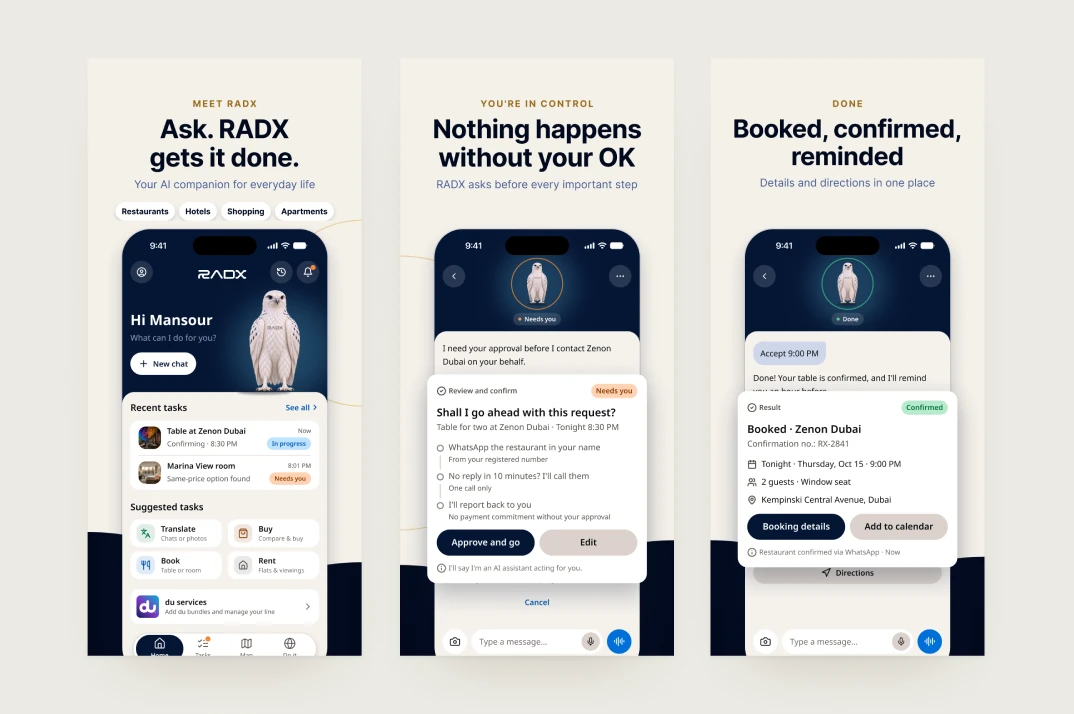 MEET RADX
Ask. RADX
gets it done.
Your AI companion for everyday life
Restaurants
Hotels
Shopping
Apartments
9:41
RADX
Hi Mansour
What can I do for you?
+ New chat
RADX
Recent tasks
See all >
Table at Zenon Dubai
Now
Confirming · 8:30 PM
In progress
Marina View room
8:01 PM
Same-price option found
Needs you
Suggested tasks
Translate
Chats or photos
Buy
Compare & buy
Book
Table or room
Rent
Flats & viewings
du
du services
Add du bundles and manage your line
Home
Tasks
Map
YOU'RE IN CONTROL
Nothing happens
without your OK
RADX asks before every important step
9:41
Needs you
I need your approval before I contact Zenon
Dubai on your behalf.
Review and confirm
Needs you
Shall I go ahead with this request?
Table for two at Zenon Dubai · Tonight 8:30 PM
WhatsApp the restaurant in your name
From your registered number
No reply in 10 minutes? I'll call them
One call only
I'll report back to you
No payment commitment without your approval
Approve and go
Edit
I'll say I'm an AI assistant acting for you.
Cancel
Type a message...
DONE
Booked, confirmed,
reminded
Details and directions in one place
9:41
Done
Accept 9:00 PM
Done! Your table is confirmed, and I'll remind
you an hour before
Result
Confirmed
Booked · Zenon Dubai
Confirmation no.: RX-2841
Tonight · Thursday, Oct 15 · 9:00 PM
2 guests · Window seat
Kempinski Central Avenue, Dubai
Booking details
Add to calendar
Restaurant confirmed via WhatsApp · Now
Directions
Type a message...